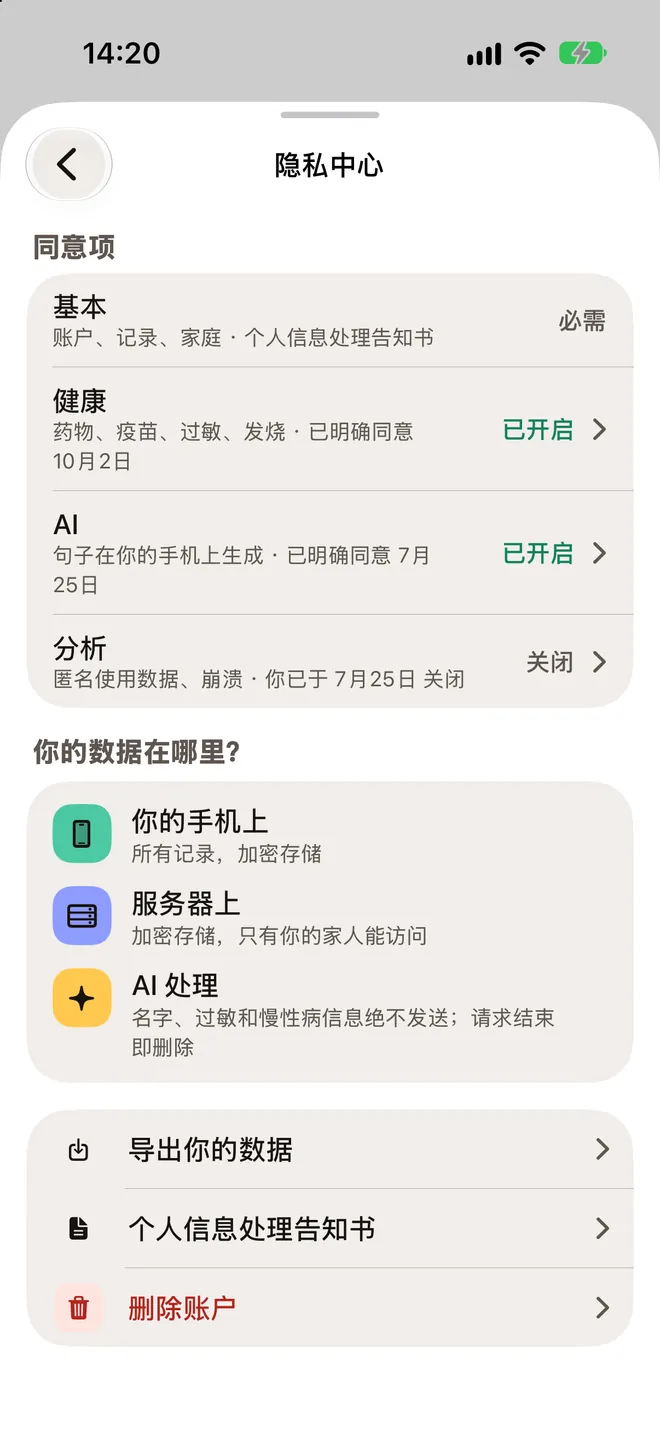 14:20
隐私中心
同意项
基本
账户、记录、家庭 · 个人信息处理告知书
必需
健康
药物、疫苗、过敏、发烧 · 已明确同意
10月2日
已开启
AI
句子在你的手机上生成 · 已明确同意 7月
25日
已开启
分析
匿名使用数据、崩溃 · 你已于 7月25日 关闭
关闭
你的数据在哪里?
你的手机上
所有记录，加密存储
服务器上
加密存储，只有你的家人能访问
AI 处理
名字、过敏和慢性病信息绝不发送；请求结束
即删除
导出你的数据
个人信息处理告知书
删除账户